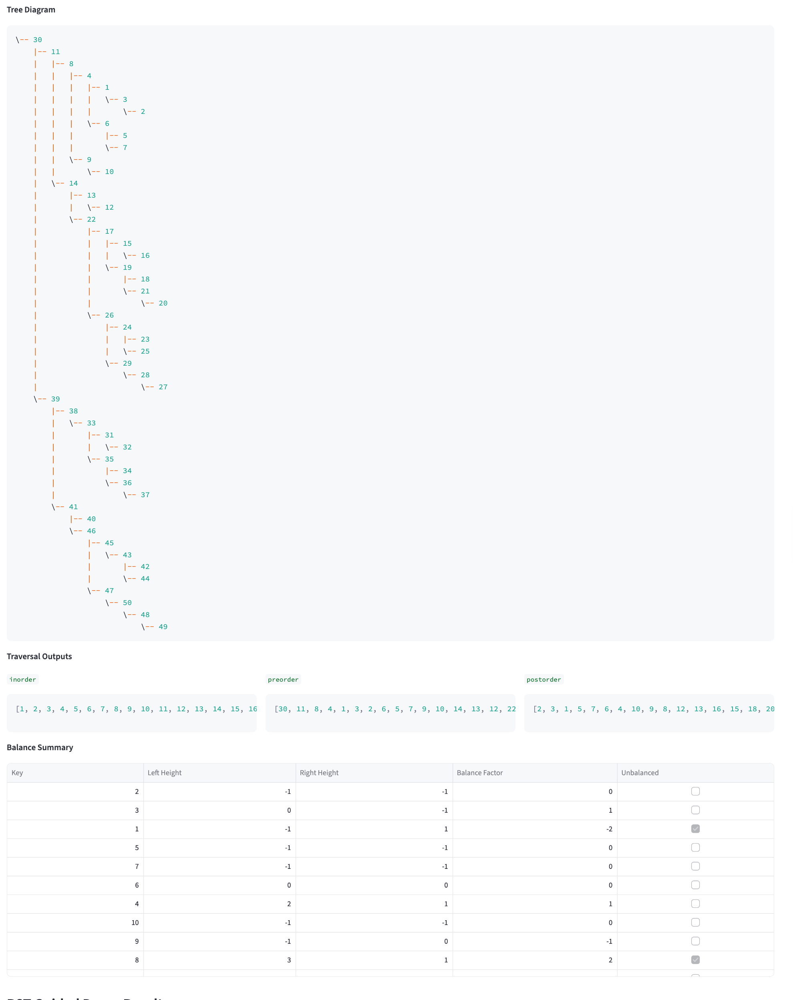 Tree Diagram
\-- 30
    |-- 11
    |   |-- 8
    |   |   |-- 4
    |   |   |   |-- 1
    |   |   |   |   \-- 3
    |   |   |   |       \-- 2
    |   |   |   \-- 6
    |   |   |       |-- 5
    |   |   |       \-- 7
    |   |   \-- 9
    |   |       \-- 10
    |   \-- 14
    |       |-- 13
    |       |   \-- 12
    |       \-- 22
    |           |-- 17
    |           |   |-- 15
    |           |   |   \-- 16
    |           |   \-- 19
    |           |       |-- 18
    |           |       \-- 21
    |           |           \-- 20
    |           \-- 26
    |               |-- 24
    |               |   |-- 23
    |               |   \-- 25
    |               \-- 29
    |                   \-- 28
    |                       \-- 27
    \-- 39
        |-- 38
        |   \-- 33
        |       |-- 31
        |       |   \-- 32
        |       \-- 35
        |           |-- 34
        |           \-- 36
        |               \-- 37
        \-- 41
            |-- 40
            \-- 46
                |-- 45
                |   \-- 43
                |       |-- 42
                |       \-- 44
                \-- 47
                    \-- 50
                        \-- 48
                            \-- 49
Traversal Outputs
inorder preorder postorder
[1, 2, 3, 4, 5, 6, 7, 8, 9, 10, 11, 12, 13, 14, 15, 16 [30, 11, 8, 4, 1, 3, 2, 6, 5, 7, 9, 10, 14, 13, 12, 22 [2, 3, 1, 5, 7, 6, 4, 10, 9, 8, 12, 13, 16, 15, 18, 20
Balance Summary
Key Left Height Right Height Balance Factor Unbalanced
2 -1 -1 0
3 0 -1 1
1 -1 1 -2
5 -1 -1 0
7 -1 -1 0
6 0 0 0
4 2 1 1
10 -1 -1 0
9 -1 0 -1
8 3 1 2